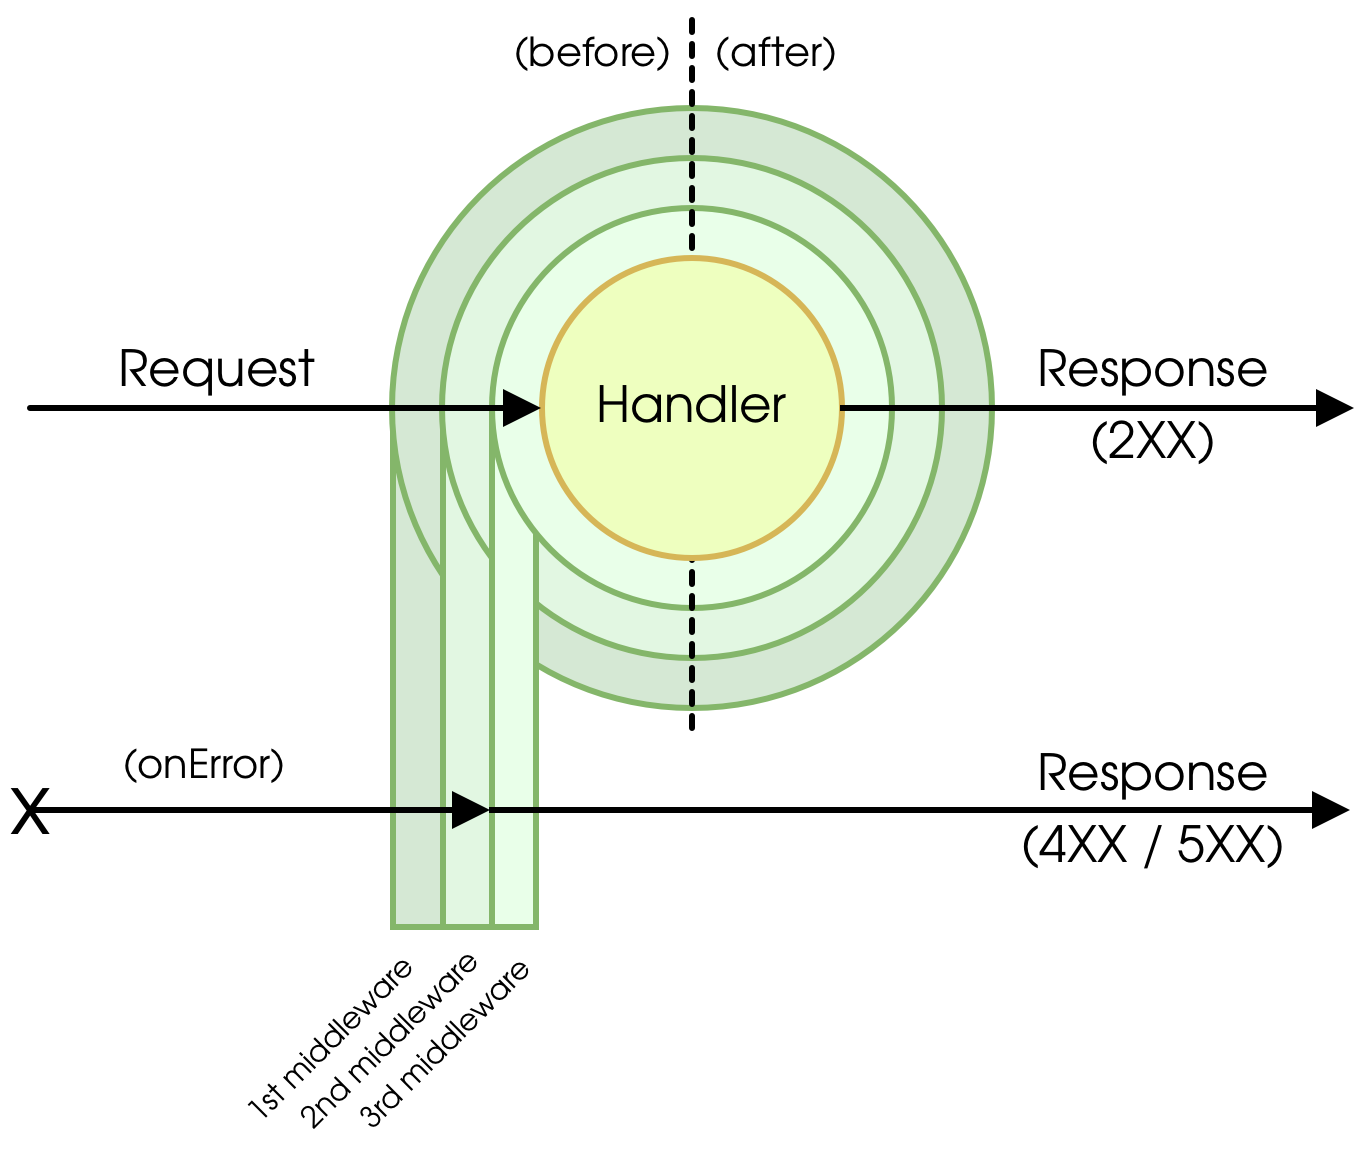 (before)
(after)
Request
Handler
Response
(2XX)
(onError)
X
Response
(4XX / 5XX)
1st middleware
2nd middleware
3rd middleware